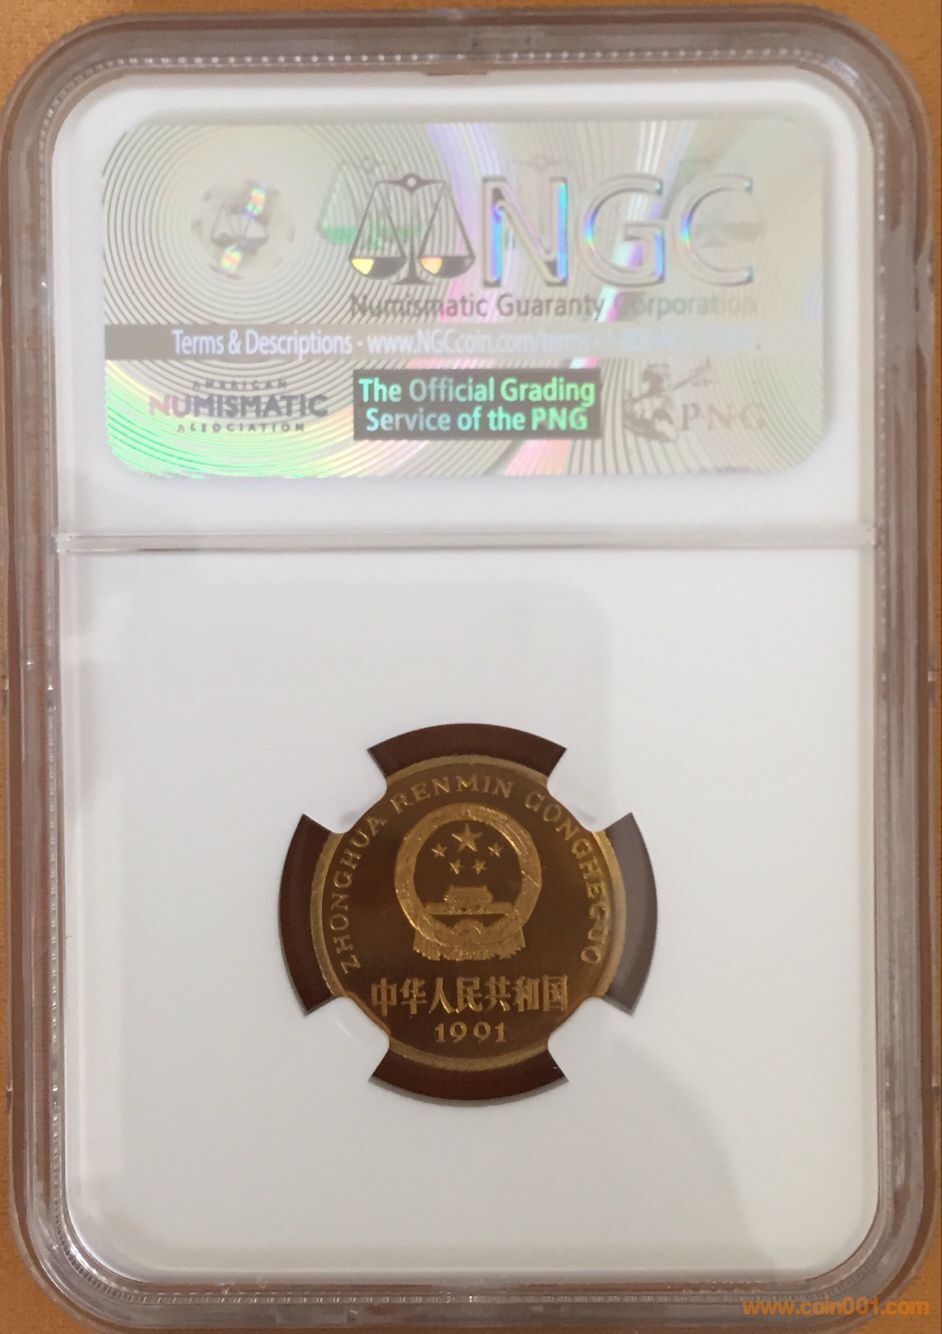 NGC
Numismatic Guaranty Corporation
Terms & Descriptions - www.NGCcoin.com/terms -
AMERICAN
NUMISMATIC
ASSOCIATION
The Official Grading
Service of the PNG
PNG
ZHONGHUA RENMIN GONGHEGUO
中华人民共和国
1991
www.coin001.com